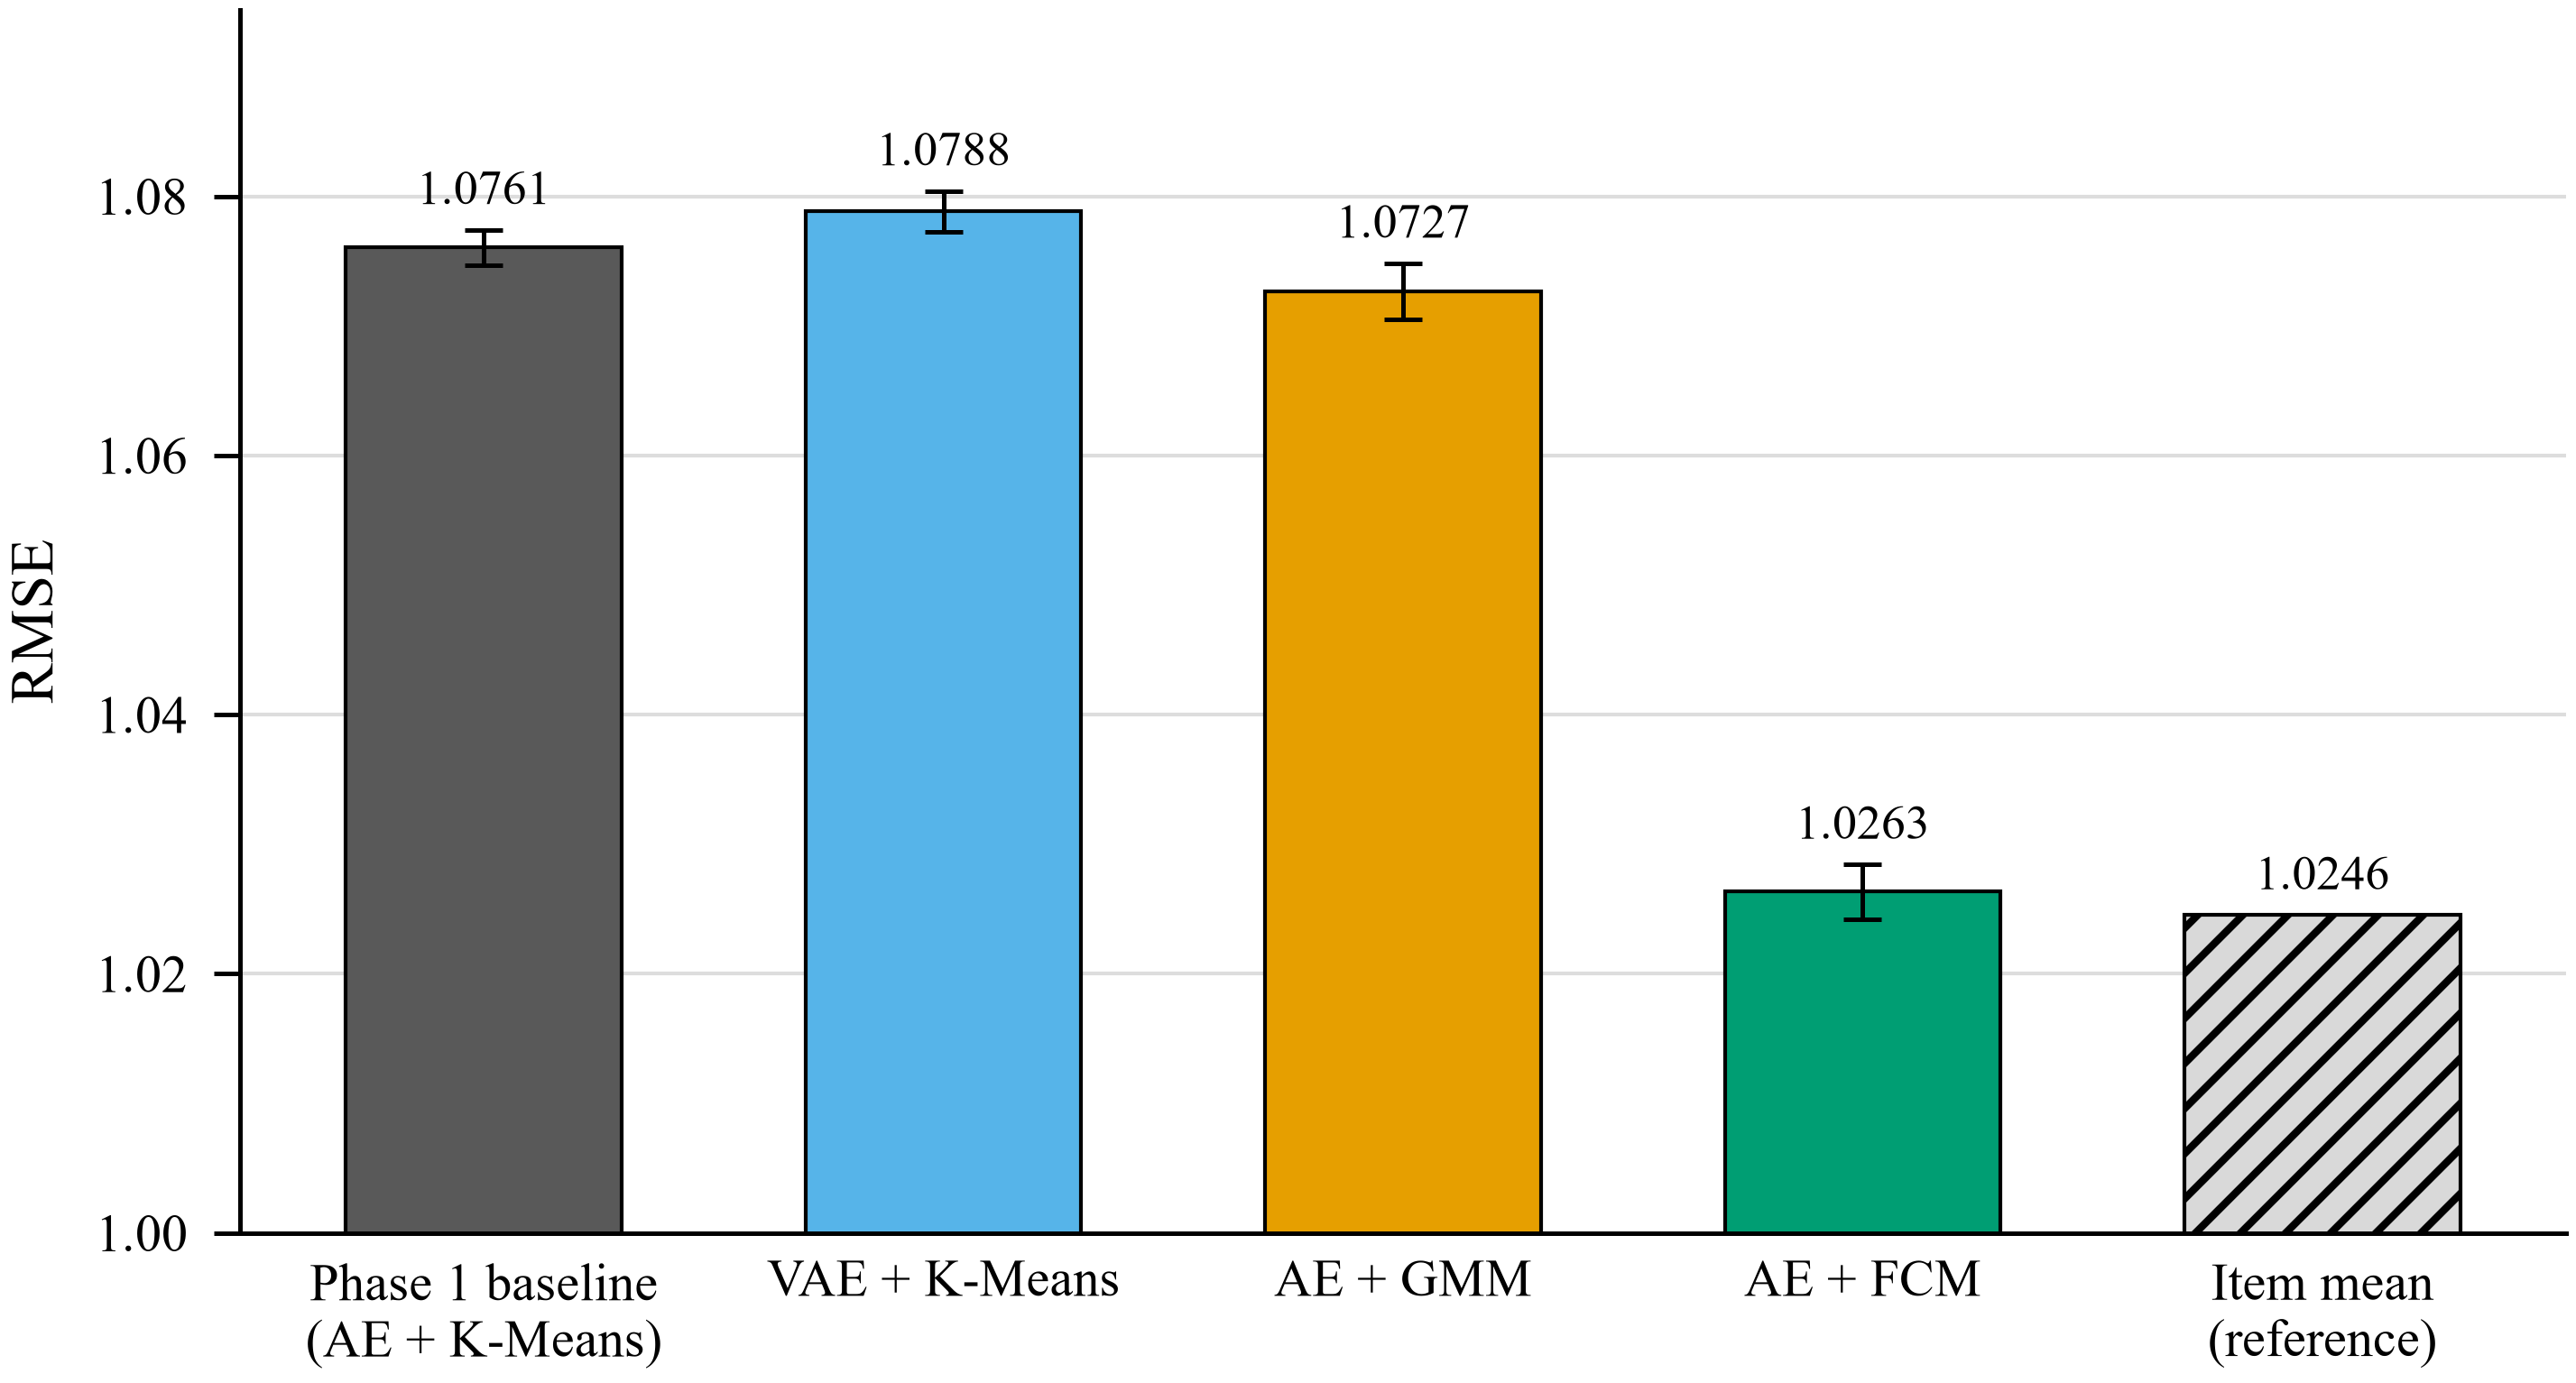 1.0788
1.0761
1.0727
1.08
1.06
RMSE
1.04
1.0263
1.0246
1.02
1.00
Phase 1 baseline
(AE + K-Means)
VAE + K-Means
AE + GMM
AE + FCM
Item mean
(reference)